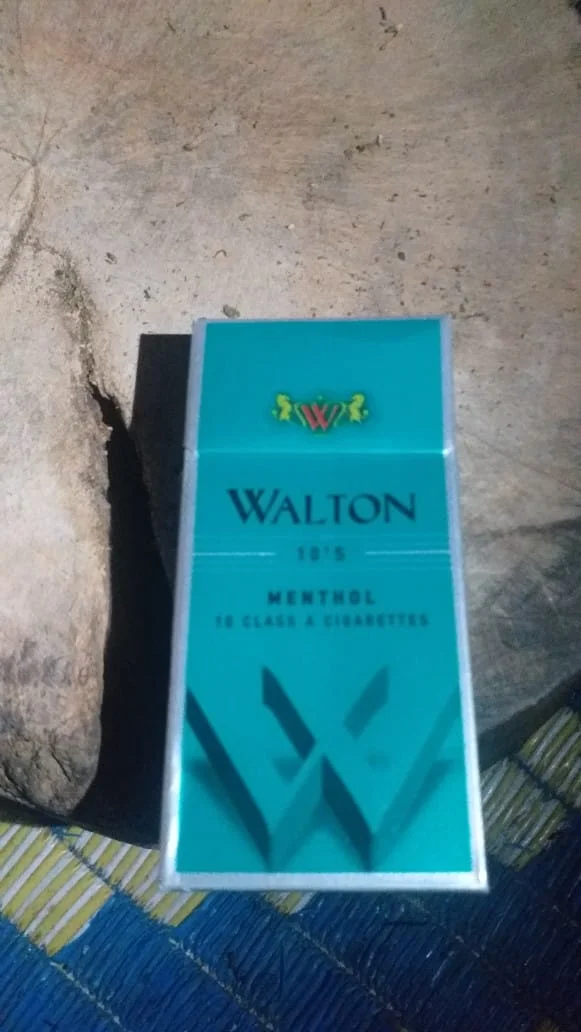 W
WALTON
10'S
MENTHOL
10 CLASS A CIGARETTES
W